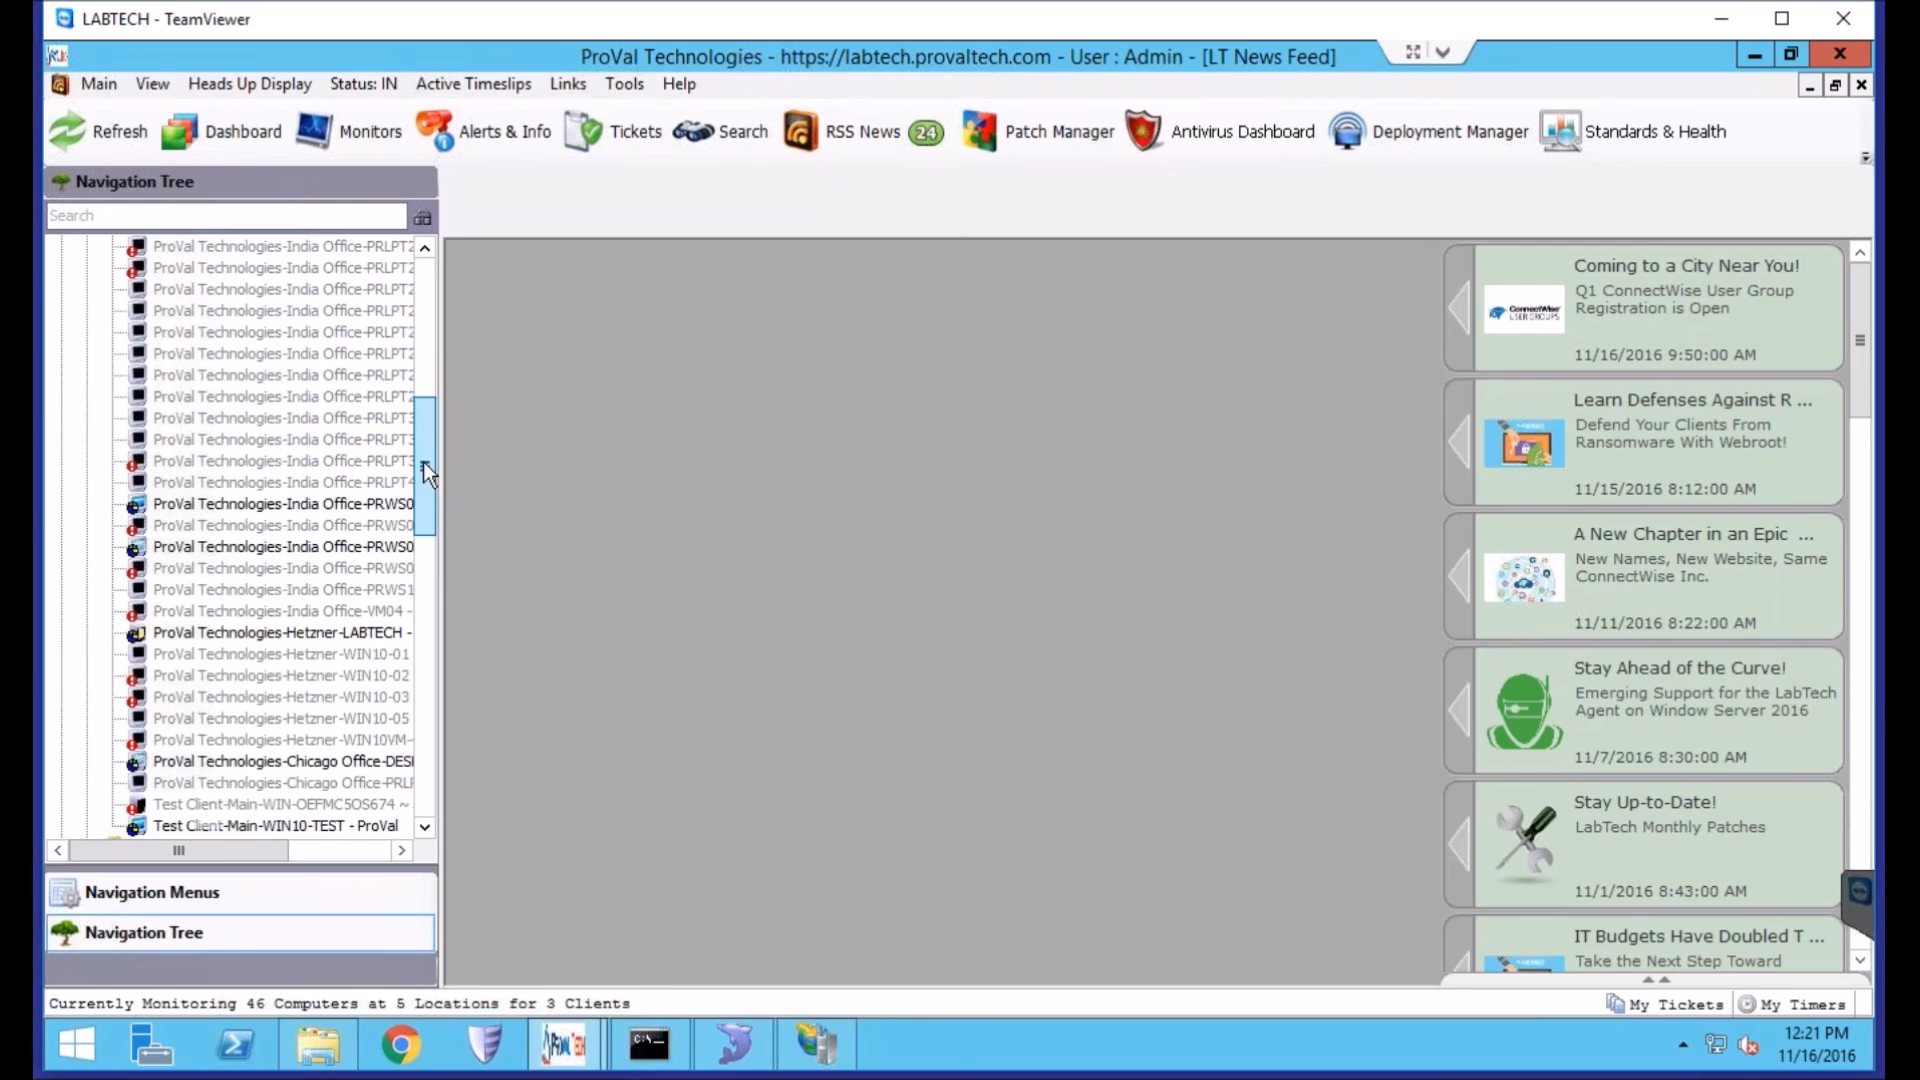 LABTECH - TeamViewer
ProVal Technologies - https://labtech.provaltech.com - User : Admin - [LT News Feed]
Main View Heads Up Display Status: IN Active Timeslips Links Tools Help
Refresh Dashboard Monitors Alerts & Info Tickets Search RSS News 24 Patch Manager Antivirus Dashboard Deployment Manager Standards & Health
Navigation Tree
Search
ProVal Technologies-India Office-PRLPT2
ProVal Technologies-India Office-PRLPT2
ProVal Technologies-India Office-PRLPT2
ProVal Technologies-India Office-PRLPT2
ProVal Technologies-India Office-PRLPT2
ProVal Technologies-India Office-PRLPT2
ProVal Technologies-India Office-PRLPT2
ProVal Technologies-India Office-PRLPT2
ProVal Technologies-India Office-PRLPT3
ProVal Technologies-India Office-PRLPT3
ProVal Technologies-India Office-PRLPT3
ProVal Technologies-India Office-PRLPT4
ProVal Technologies-India Office-PRWS0
ProVal Technologies-India Office-PRWS0
ProVal Technologies-India Office-PRWS0
ProVal Technologies-India Office-PRWS0
ProVal Technologies-India Office-PRWS1
ProVal Technologies-India Office-VM04 -
ProVal Technologies-Hetzner-LABTECH -
ProVal Technologies-Hetzner-WIN10-01
ProVal Technologies-Hetzner-WIN10-02
ProVal Technologies-Hetzner-WIN10-03
ProVal Technologies-Hetzner-WIN10-05
ProVal Technologies-Hetzner-WIN10VM-
ProVal Technologies-Chicago Office-DESI
ProVal Technologies-Chicago Office-PRLF
Test Client-Main-WIN-OEFMC5OS674 ~
Test Client-Main-WIN10-TEST - ProVal
Navigation Menus
Navigation Tree
Coming to a City Near You!
Q1 ConnectWise User Group
Registration is Open
ConnectWise
USER GROUPS
11/16/2016 9:50:00 AM
Learn Defenses Against R ...
Defend Your Clients From
Ransomware With Webroot!
11/15/2016 8:12:00 AM
A New Chapter in an Epic ...
New Names, New Website, Same
ConnectWise Inc.
11/11/2016 8:22:00 AM
Stay Ahead of the Curve!
Emerging Support for the LabTech
Agent on Window Server 2016
11/7/2016 8:30:00 AM
Stay Up-to-Date!
LabTech Monthly Patches
11/1/2016 8:43:00 AM
IT Budgets Have Doubled T ...
Take the Next Step Toward
Currently Monitoring 46 Computers at 5 Locations for 3 Clients
My Tickets My Timers
12:21 PM
11/16/2016